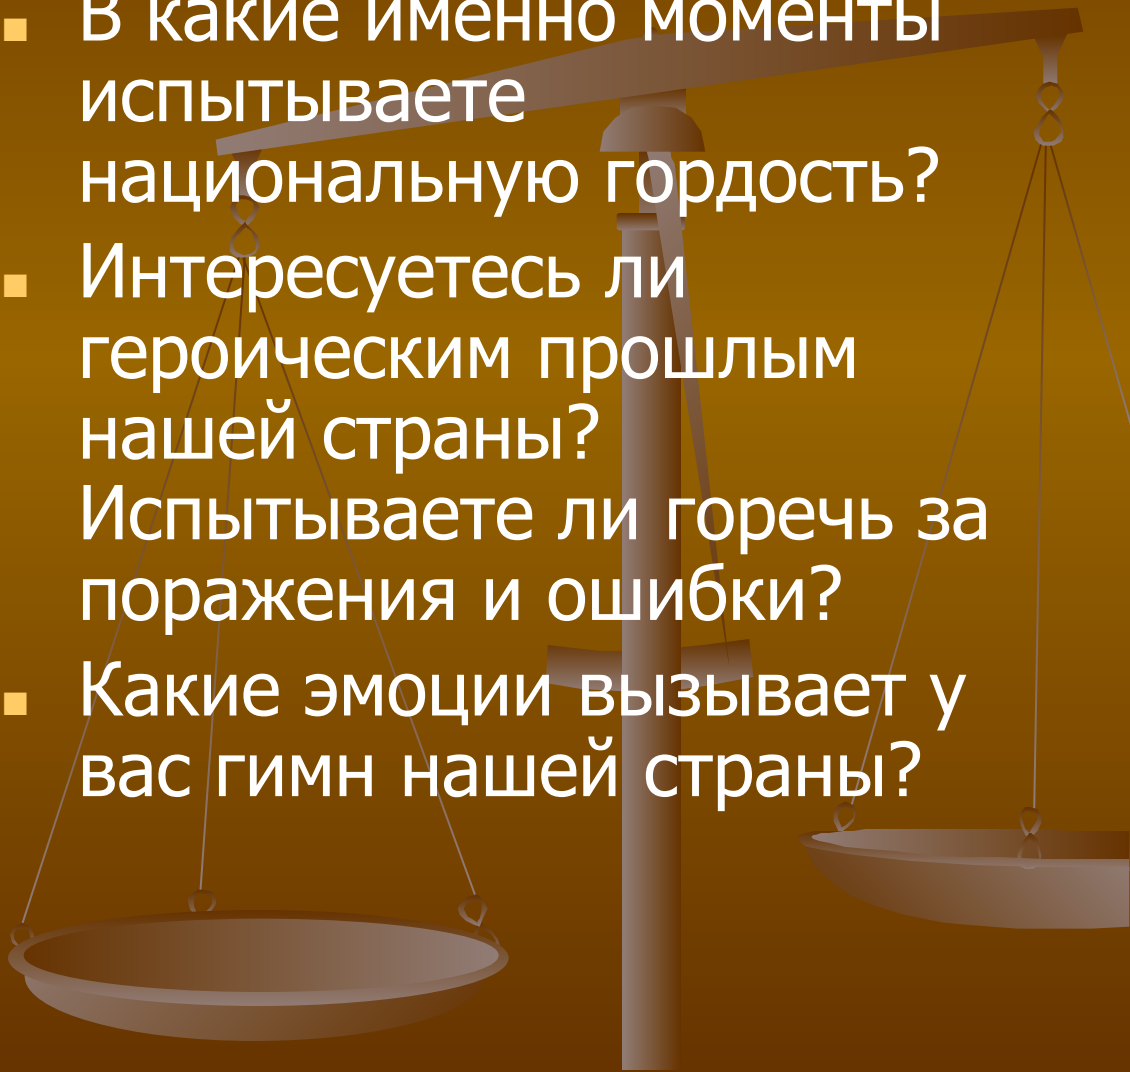 В какие именно моменты
испытываете
национальную гордость?
Интересуетесь ли
героическим прошлым
нашей страны?
Испытываете ли горечь за
поражения и ошибки?
Какие эмоции вызывает у
вас гимн нашей страны?